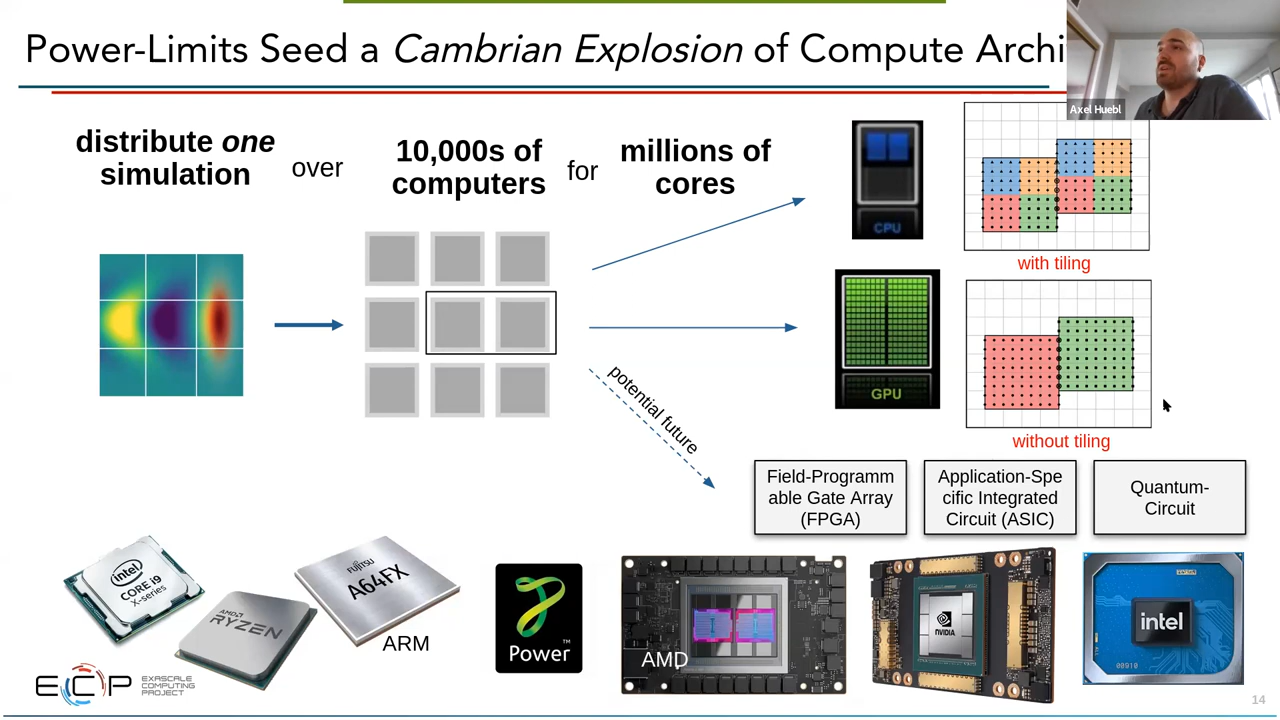 Power-Limits Seed a Cambrian Explosion of Compute Archi
Axel Huebl
distribute one
simulation
over
10,000s of
computers
for
millions of
cores
CPU
with tiling
GPU
without tiling
potential future
Field-Programm
able Gate Array
(FPGA)
Application-Spe
cific Integrated
Circuit (ASIC)
Quantum-
Circuit
intel
CORE i9
X-series
AMD
RYZEN
FUJITSU
A64FX
ARM
Power™
AMD
NVIDIA
intel
ECP
EXASCALE
COMPUTING
PROJECT
14